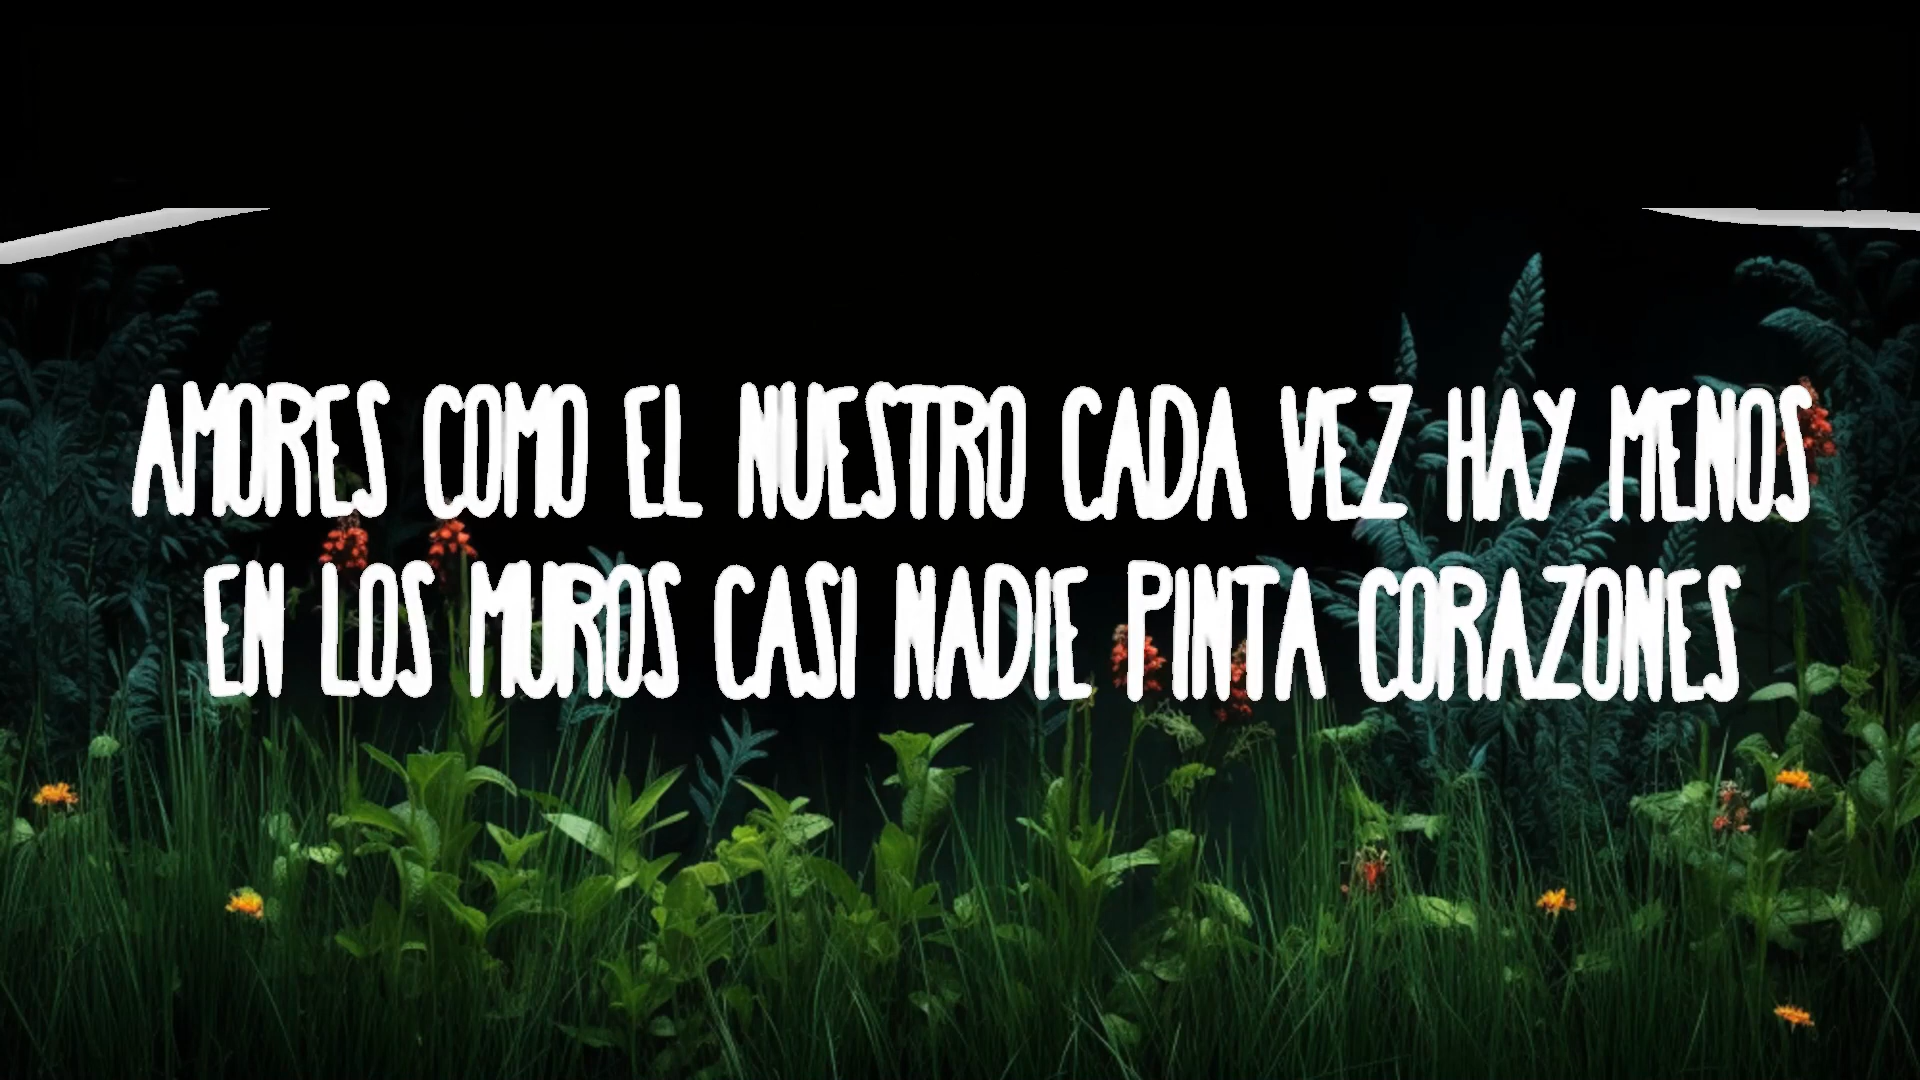 AMORES COMO EL NUESTRO CADA VEZ HAY MENOS
EN LOS MUROS CASI NADIE PINTA CORAZONES